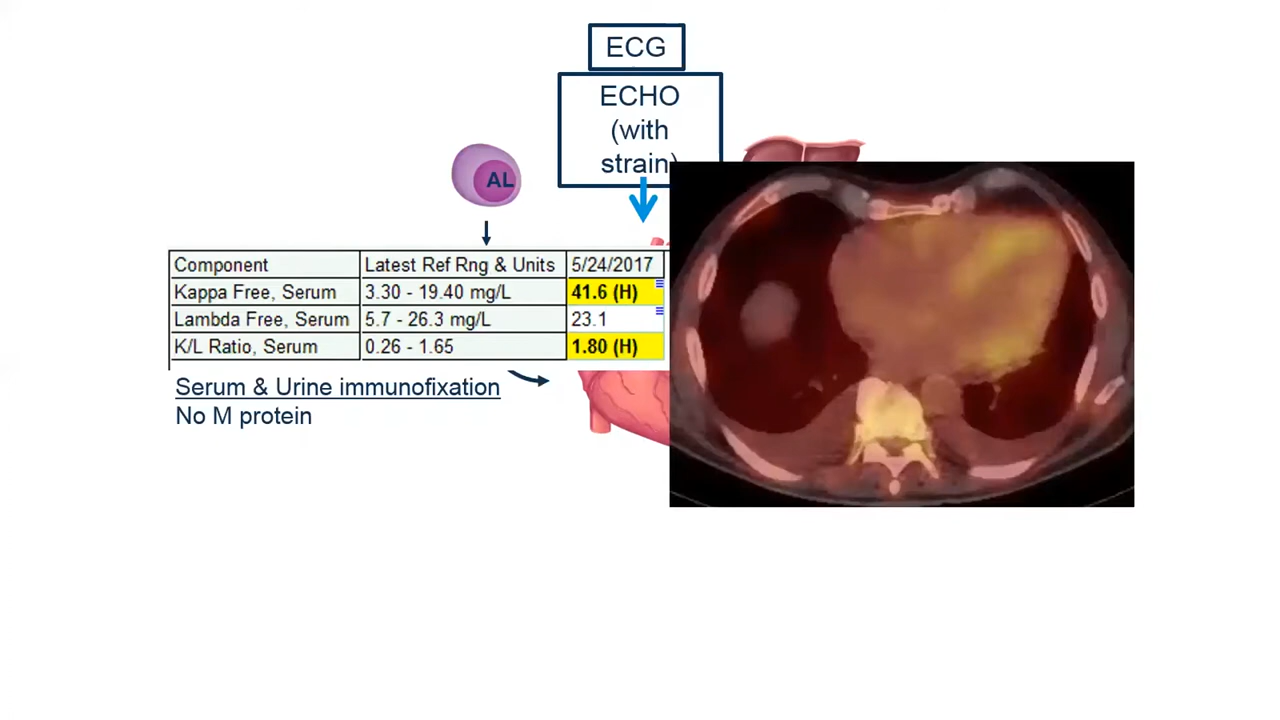 ECG
ECHO
(with
strain)
AL
Component Latest Ref Rng & Units 5/24/2017
Kappa Free, Serum 3.30 - 19.40 mg/L 41.6 (H)
Lambda Free, Serum 5.7 - 26.3 mg/L 23.1
K/L Ratio, Serum 0.26 - 1.65 1.80 (H)
Serum & Urine immunofixation
No M protein